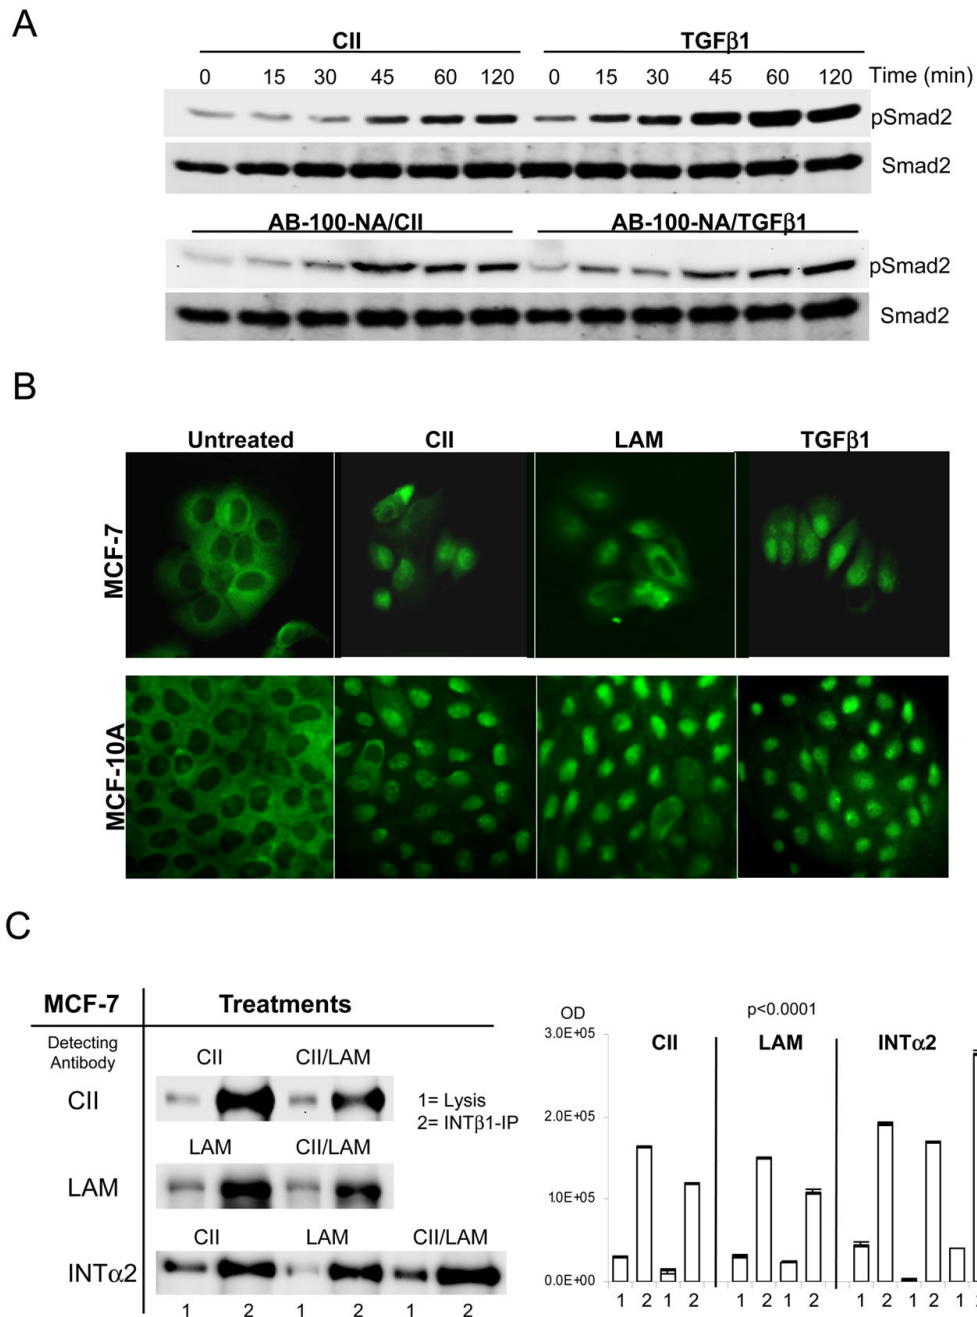 A
CII TGFβ1
0 15 30 45 60 120 0 15 30 45 60 120 Time (min)
pSmad2
Smad2
AB-100-NA/CII AB-100-NA/TGFβ1
pSmad2
Smad2
B
Untreated CII LAM TGFβ1
MCF-7
MCF-10A
C
MCF-7 Treatments
Detecting
Antibody
CII CII/LAM
CII
1= Lysis
2= INTβ1-IP
LAM CII/LAM
LAM
CII LAM CII/LAM
INTα2
1 2 1 2 1 2
OD p<0.0001
3.0E+05
CII LAM INTα2
2.0E+05
1.0E+05
0.0E+00
1 2 1 2 1 2 1 2 1 2 1 2 1